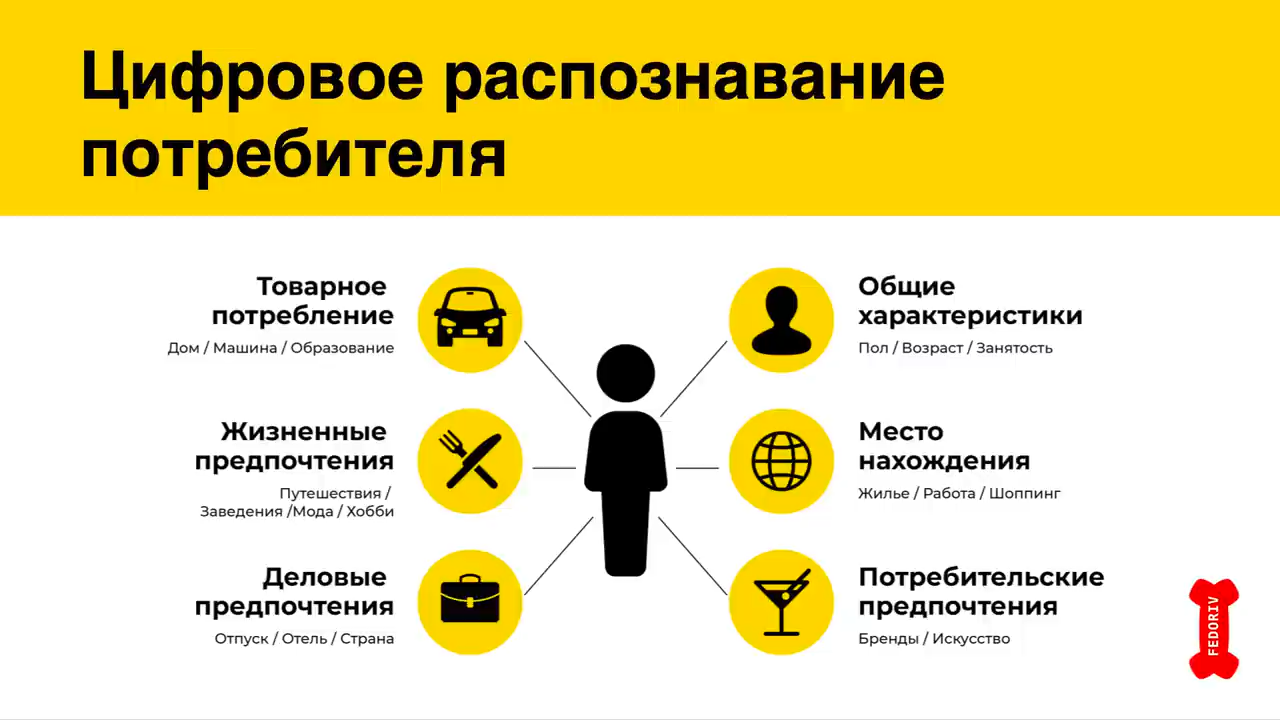 Цифровое распознавание
потребителя
Товарное
потребление
Дом / Машина / Образование
Жизненные
предпочтения
Путешествия /
Заведения /Мода / Хобби
Деловые
предпочтения
Отпуск / Отель / Страна
Общие
характеристики
Пол / Возраст / Занятость
Место
нахождения
Жилье / Работа / Шоппинг
Потребительские
предпочтения
Бренды / Искусство
FEDORIV